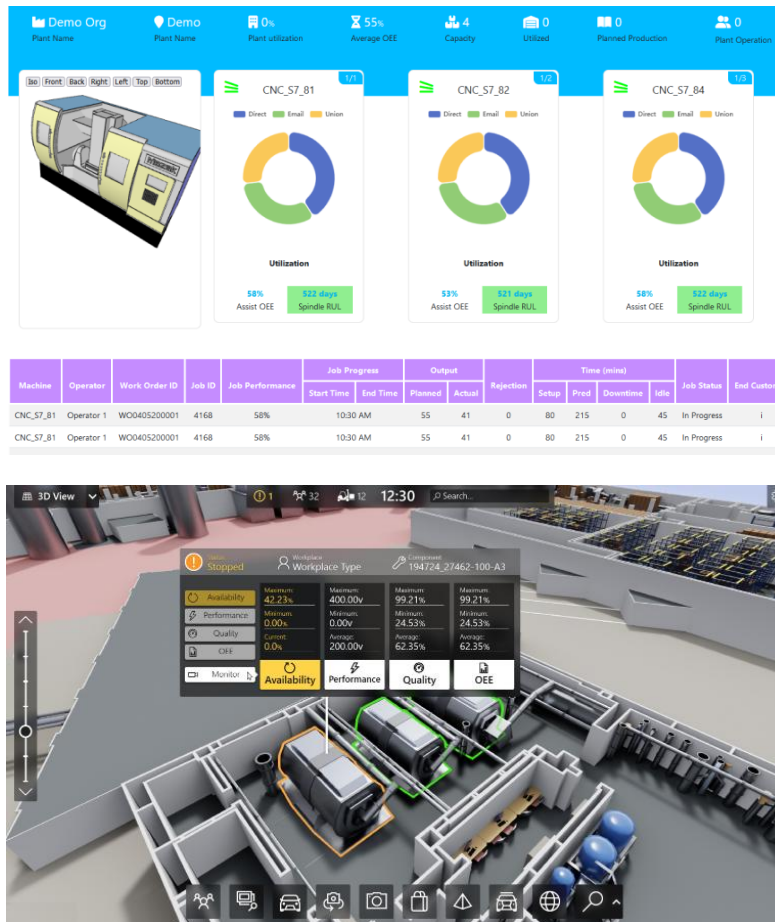 Demo Org Demo 0% 55% 4 0 0 0
Plant Name Plant Name Plant utilization Average OEE Capacity Utilized Planned Production Plant Operation
Iso Front Back Right Left Top Bottom
1/1
CNC_S7_81
Direct Email Union
Utilization
58% 522 days
Assist OEE Spindle RUL
1/2
CNC_S7_82
Direct Email Union
Utilization
53% 521 days
Assist OEE Spindle RUL
1/3
CNC_S7_84
Direct Email Union
Utilization
58% 522 days
Assist OEE Spindle RUL
Job Progress Output Time (mins)
Machine Operator Work Order ID Job ID Job Performance Start Time End Time Planned Actual Rejection Setup Pred Downtime Idle Job Status End Custo
CNC_S7_81 Operator 1 WO0405200001 4168 58% 10:30 AM 55 41 0 80 215 0 45 In Progress i
CNC_S7_81 Operator 1 WO0405200001 4168 58% 10:30 AM 55 41 0 80 215 0 45 In Progress i
3D View 1 32 12 12:30 Search...
Status Workplace Component
Stopped Workplace Type 194724_27462-100-A3
Availability
Performance
Quality
OEE
Monitor
Maximum: Maximum: Maximum: Maximum:
42.23% 400.00v 99.21% 99.21%
Minimum: Minimum: Minimum: Minimum:
0.00% 0.00v 24.53% 24.53%
Current: Average: Average: Average:
0.0% 200.00v 62.35% 62.35%
Availability Performance Quality OEE